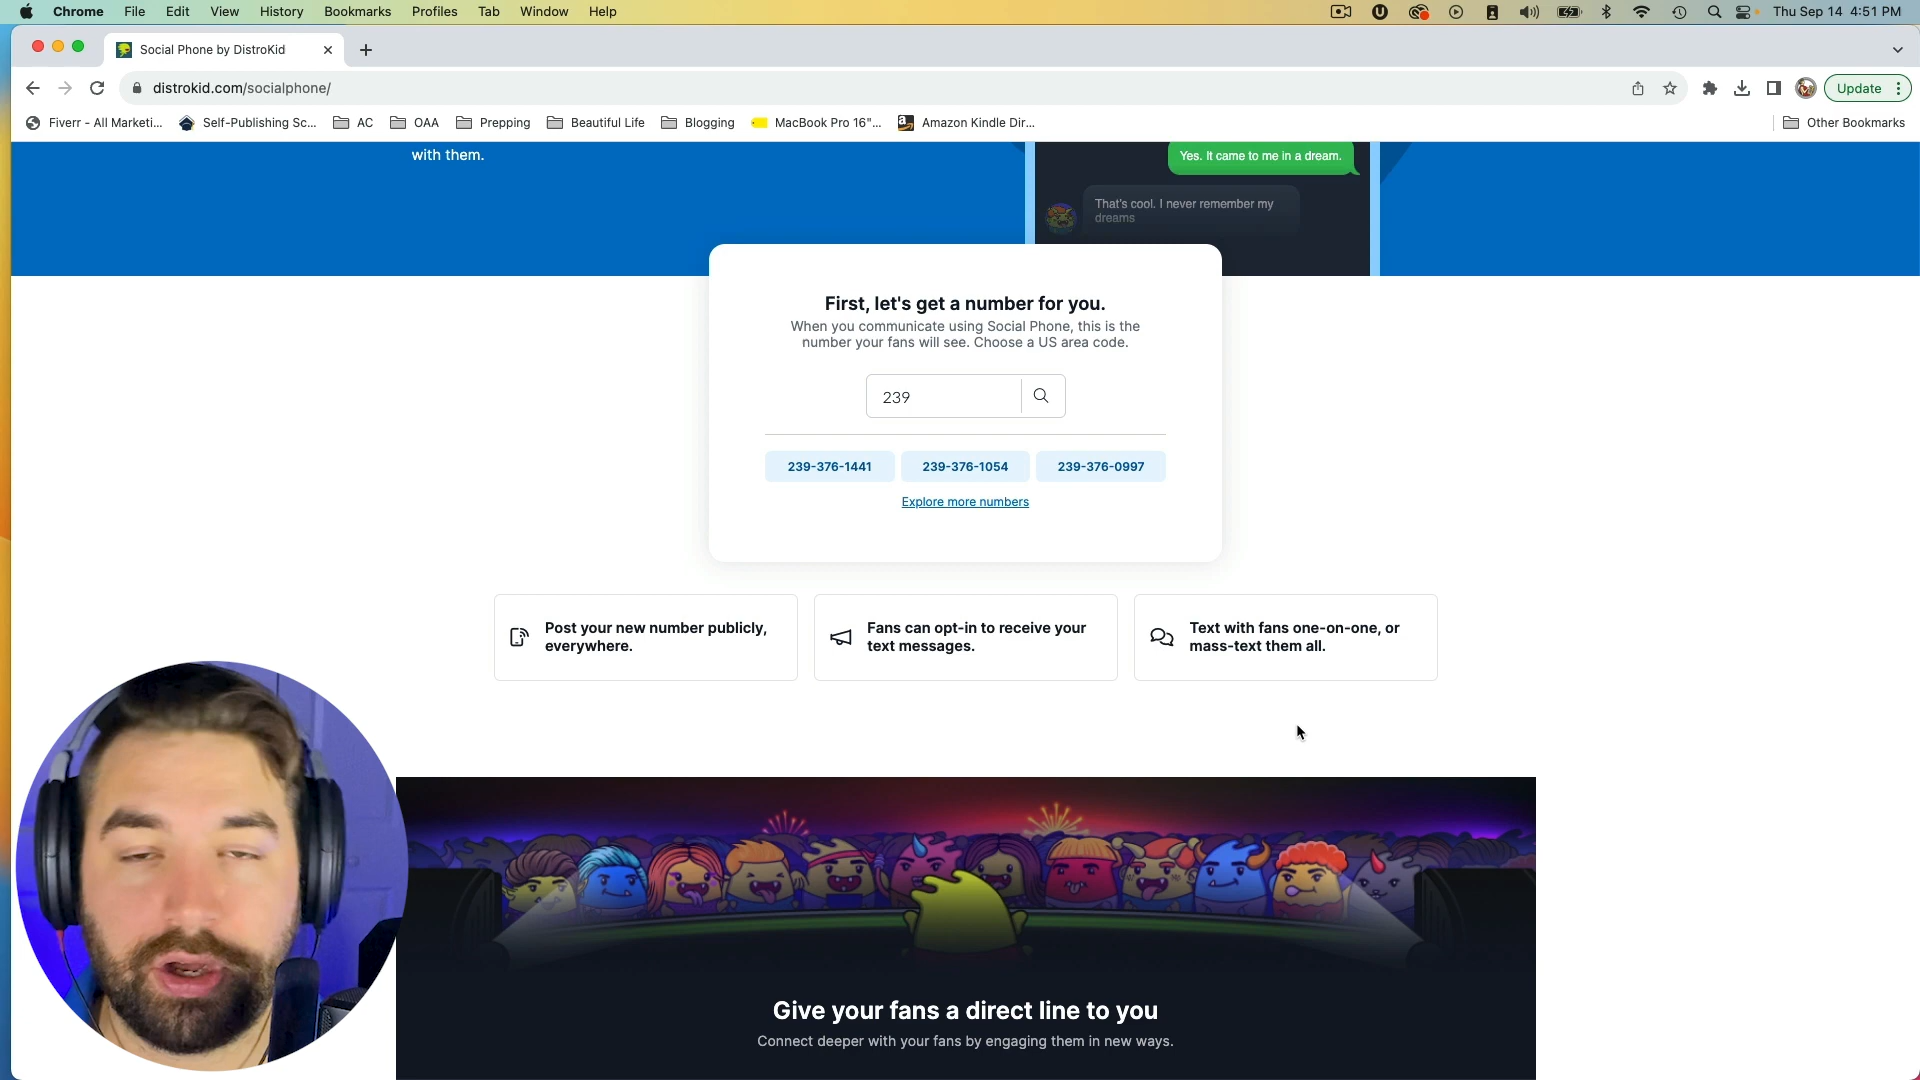 Chrome File Edit View History Bookmarks Profiles Tab Window Help Thu Sep 14 4:51 PM
Social Phone by DistroKid
distrokid.com/socialphone/ Update
Fiverr - All Marketi... Self-Publishing Sc... AC OAA Prepping Beautiful Life Blogging MacBook Pro 16"... Amazon Kindle Dir... Other Bookmarks
with them.
Yes. It came to me in a dream.
That's cool. I never remember my
dreams
First, let's get a number for you.
When you communicate using Social Phone, this is the
number your fans will see. Choose a US area code.
239
239-376-1441 239-376-1054 239-376-0997
Explore more numbers
Post your new number publicly,
everywhere.
Fans can opt-in to receive your
text messages.
Text with fans one-on-one, or
mass-text them all.
Give your fans a direct line to you
Connect deeper with your fans by engaging them in new ways.